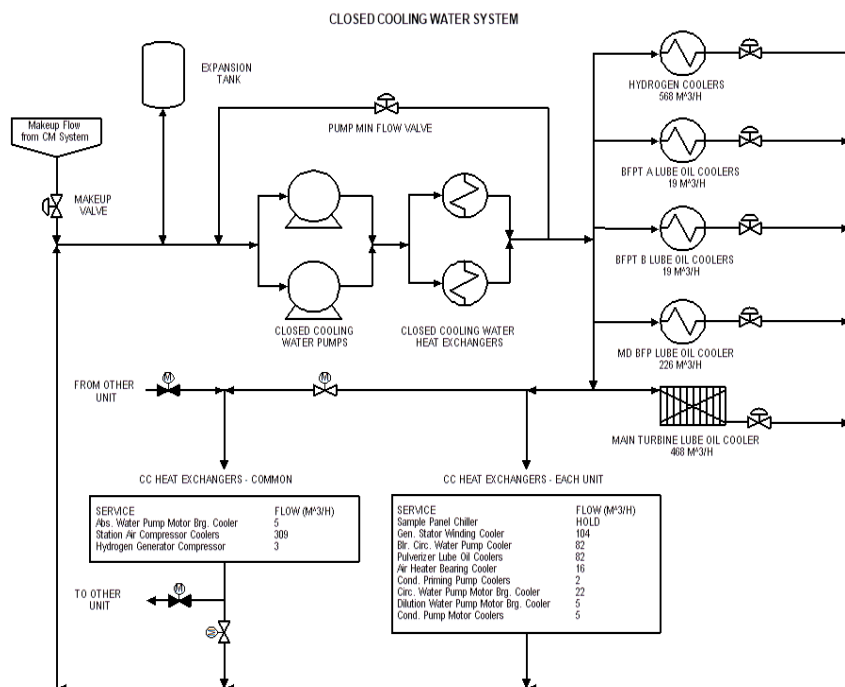 CLOSED COOLING WATER SYSTEM
EXPANSION
TANK
Makeup Flow
from CM System
MAKEUP
VALVE
PUMP MIN FLOW VALVE
HYDROGEN COOLERS
568 M^3/H
BFPT A LUBE OIL COOLERS
19 M^3/H
BFPT B LUBE OIL COOLERS
19 M^3/H
CLOSED COOLING
WATER PUMPS
CLOSED COOLING WATER
HEAT EXCHANGERS
MD BFP LUBE OIL COOLER
226 M^3/H
FROM OTHER
UNIT
M
M
MAIN TURBINE LUBE OIL COOLER
468 M^3/H
CC HEAT EXCHANGERS - COMMON
SERVICE FLOW (M^3/H)
Abs. Water Pump Motor Brg. Cooler 5
Station Air Compressor Coolers 309
Hydrogen Generator Compressor 3
CC HEAT EXCHANGERS - EACH UNIT
SERVICE FLOW (M^3/H)
Sample Panel Chiller HOLD
Gen. Stator Winding Cooler 104
Blr. Circ. Water Pump Cooler 82
Pulverizer Lube Oil Coolers 82
Air Heater Bearing Cooler 16
Cond. Priming Pump Coolers 2
Circ. Water Pump Motor Brg. Cooler 22
Dilution Water Pump Motor Brg. Cooler 5
Cond. Pump Motor Coolers 5
TO OTHER
UNIT
M
M